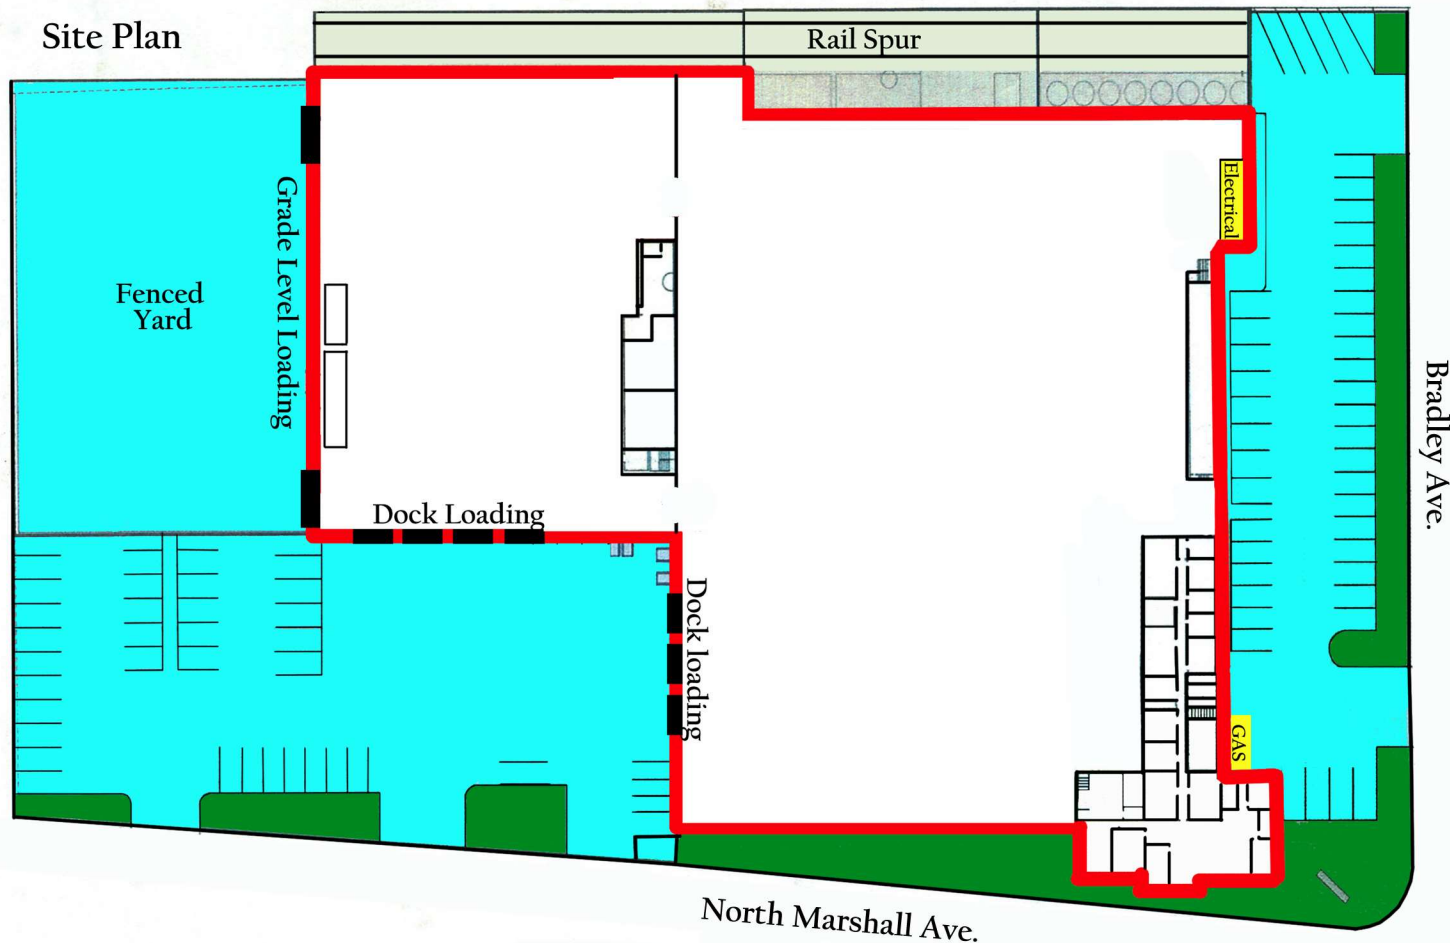 Site Plan
Rail Spur
Electrical
Grade Level Loading
Fenced
Yard
Bradley Ave.
Dock Loading
Dock loading
GAS
North Marshall Ave.